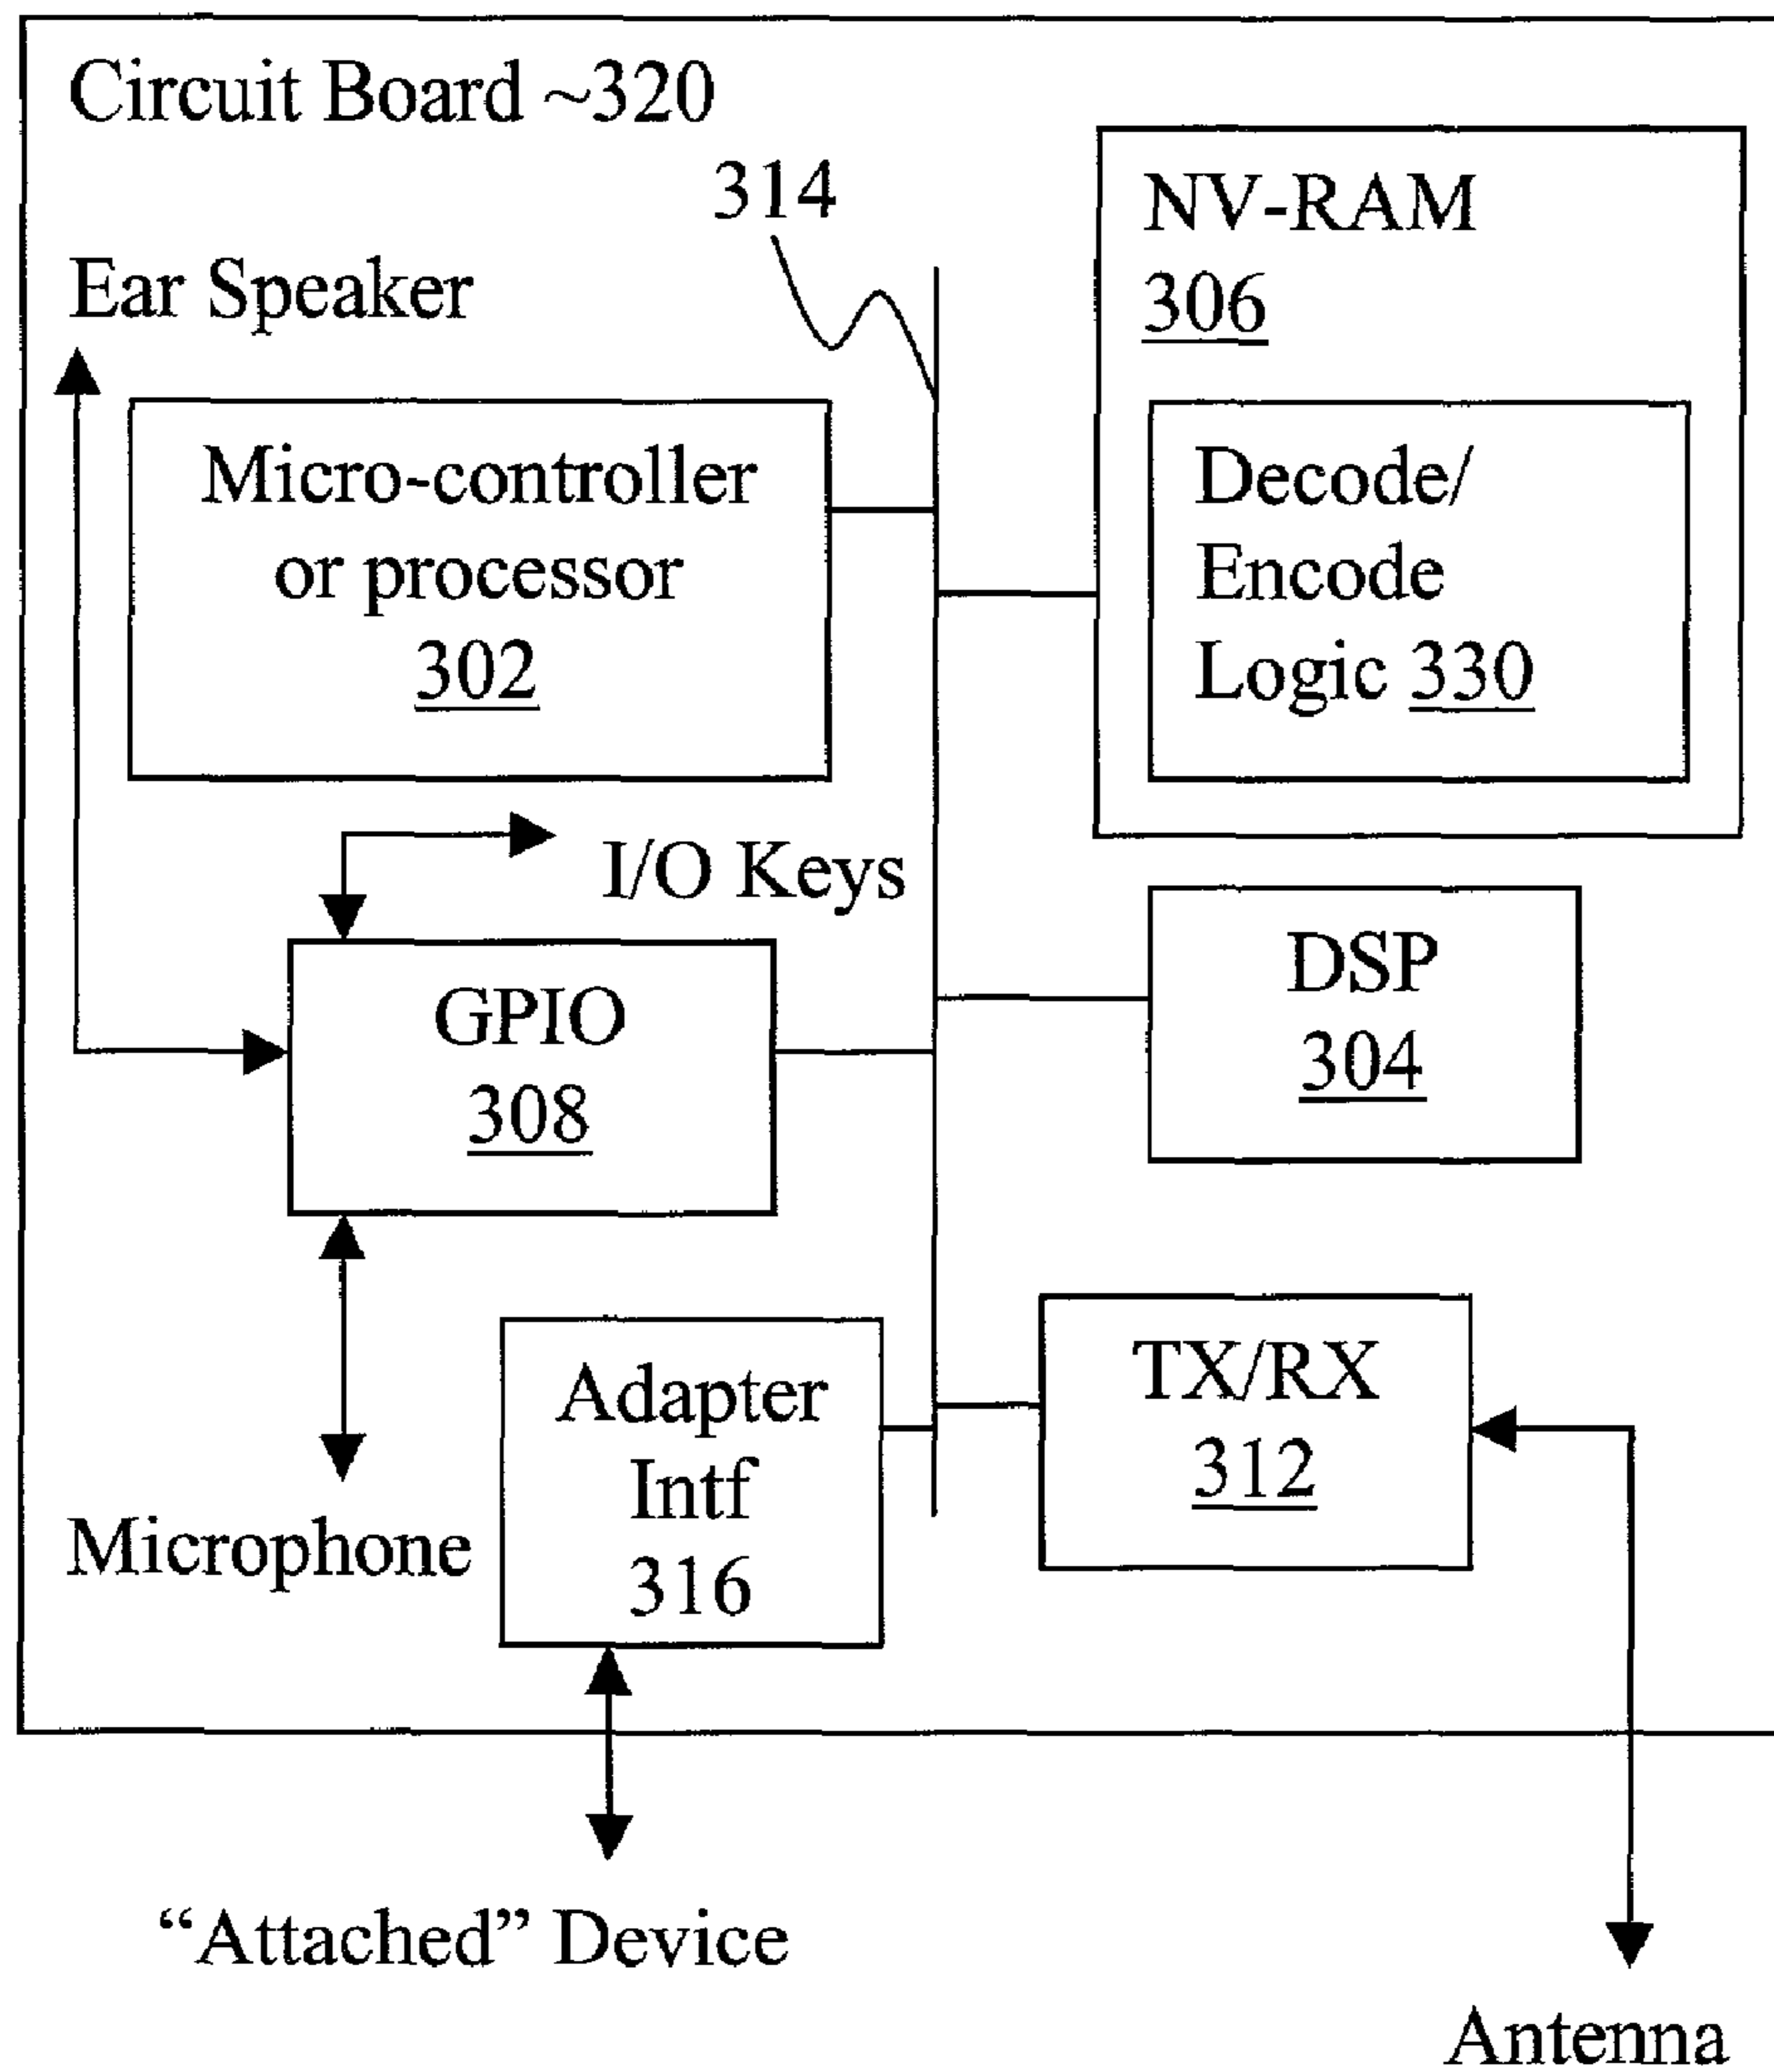 Circuit Board ~320
314
NV-RAM
306
Ear Speaker
Micro-controller
or processor
302
Decode/
Encode
Logic 330
I/O Keys
GPIO
308
DSP
304
Adapter
Intf
316
TX/RX
312
Microphone
“Attached” Device
Antenna